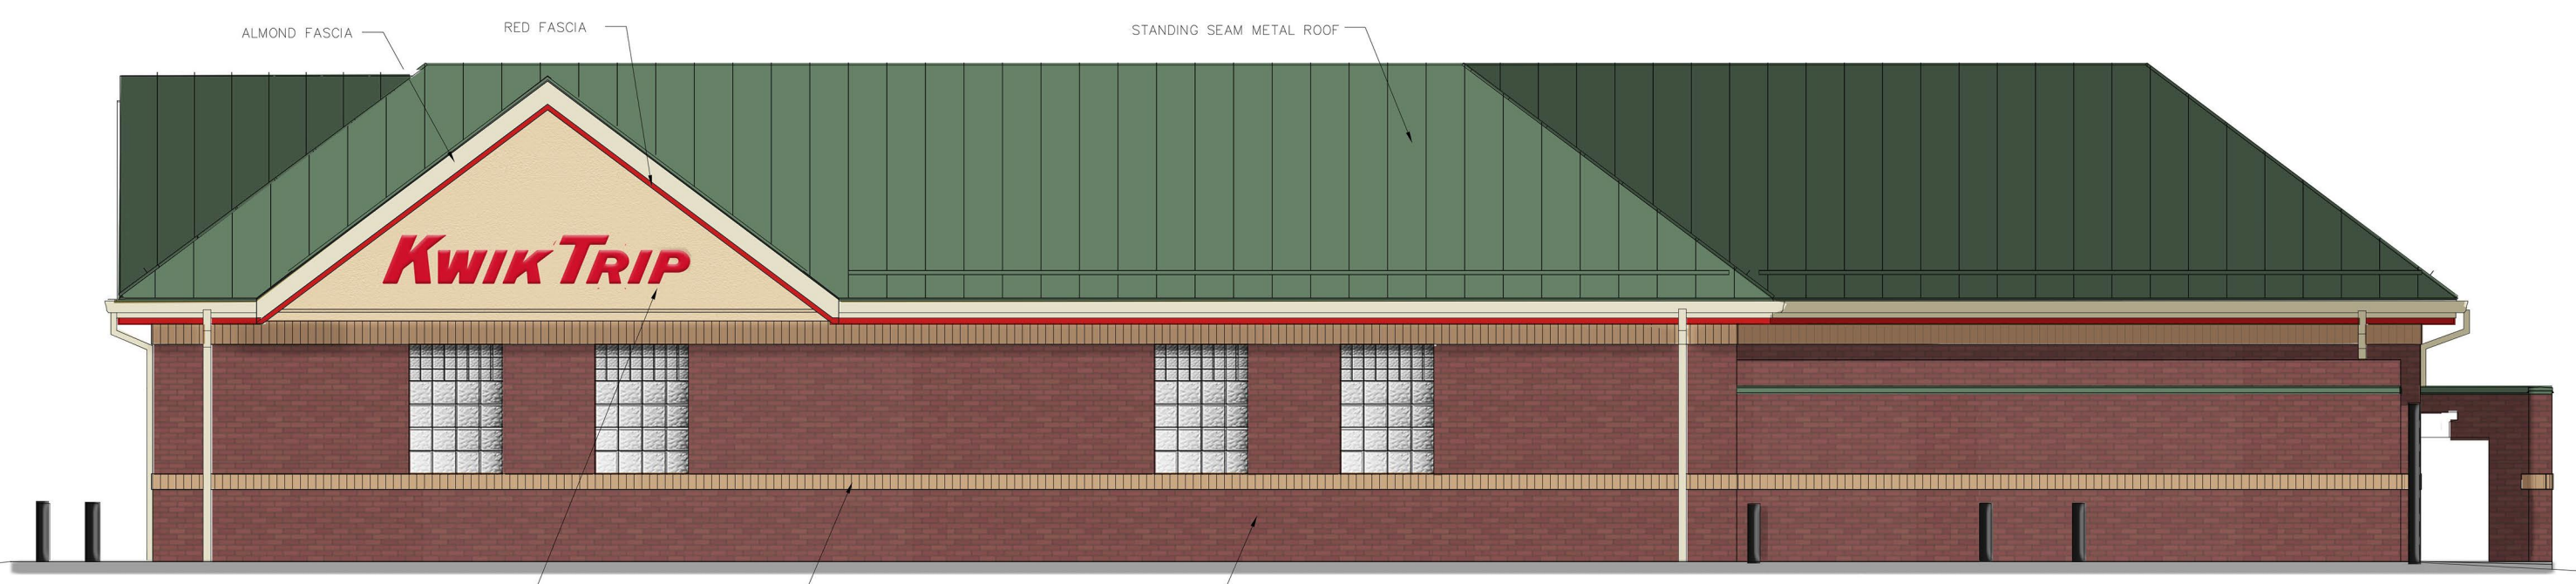 ALMOND FASCIA
RED FASCIA
STANDING SEAM METAL ROOF
KWIK TRIP